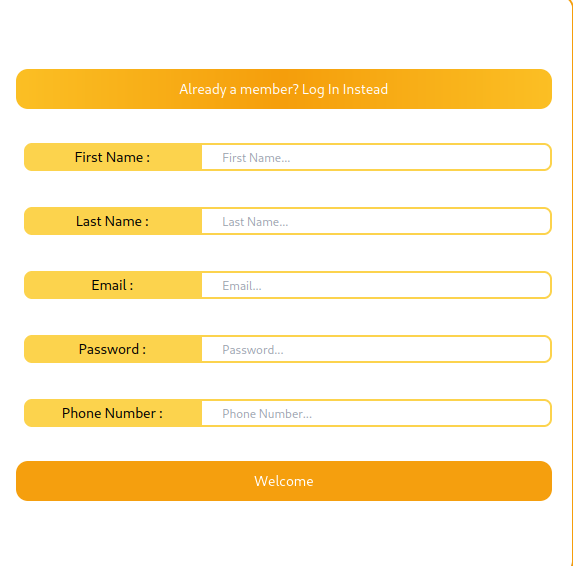 Already a member? Log In Instead
First Name : First Name...
Last Name : Last Name...
Email : Email...
Password : Password...
Phone Number : Phone Number...
Welcome